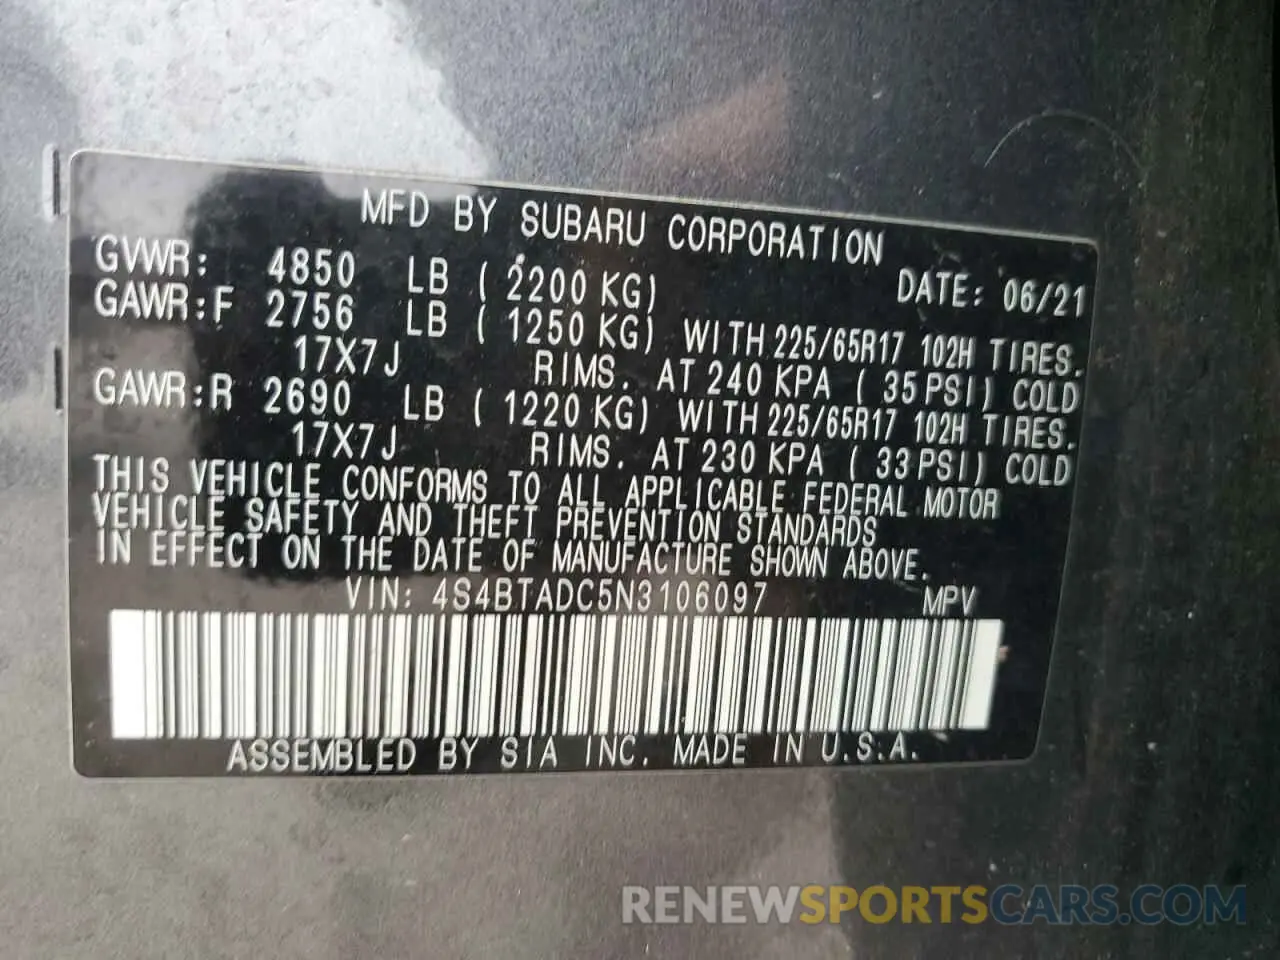 MFD BY SUBARU CORPORATION
GVWR: 4850 LB ( 2200 KG) DATE: 06/21
GAWR:F 2756 LB ( 1250 KG) WITH 225/65R17 102H TIRES.
17X7J RIMS. AT 240 KPA ( 35 PSI) COLD
GAWR:R 2690 LB ( 1220 KG) WITH 225/65R17 102H TIRES.
17X7J RIMS. AT 230 KPA ( 33 PSI) COLD
THIS VEHICLE CONFORMS TO ALL APPLICABLE FEDERAL MOTOR
VEHICLE SAFETY AND THEFT PREVENTION STANDARDS
IN EFFECT ON THE DATE OF MANUFACTURE SHOWN ABOVE.
VIN: 4S4BTADC5N3106097 MPV
ASSEMBLED BY SIA INC. MADE IN U.S.A.
RENEWSPORTSCARS.COM